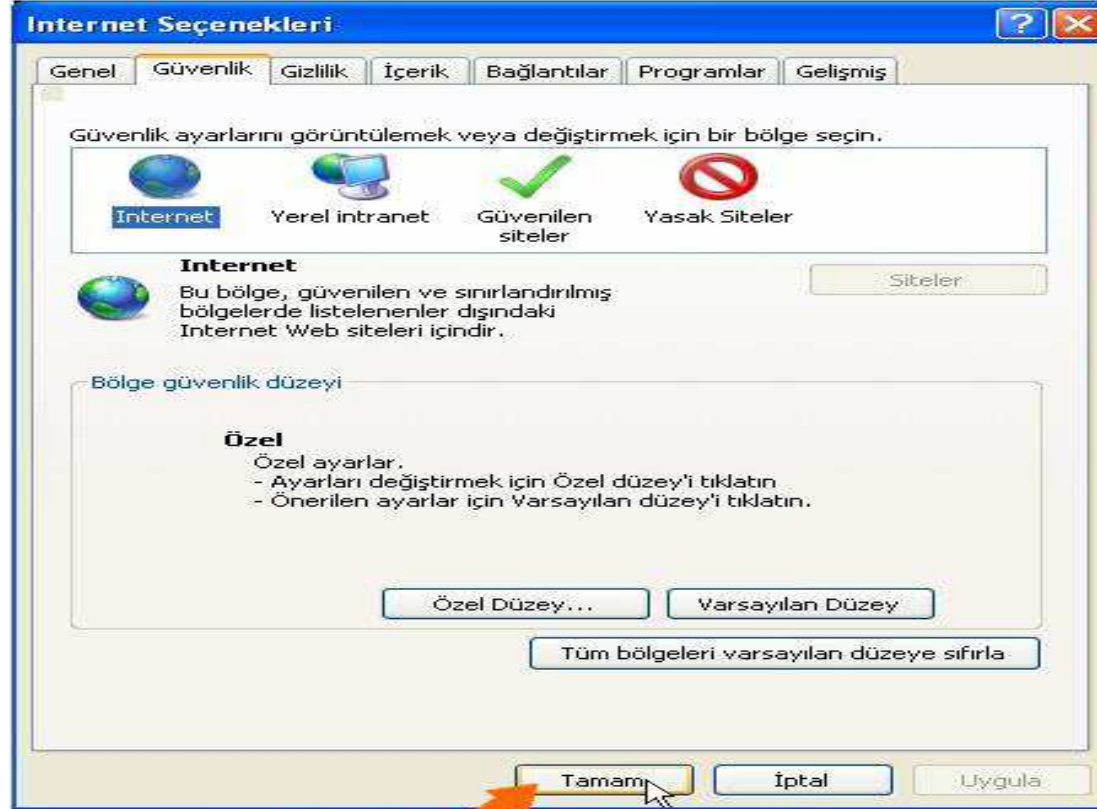 Internet Seçenekleri
Genel Güvenlik Gizlilik İçerik Bağlantılar Programlar Gelişmiş
Güvenlik ayarlarını görüntülemek veya değiştirmek için bir bölge seçin.
Internet Yerel intranet Güvenilen siteler Yasak Siteler
Internet
Siteler
Bu bölge, güvenilen ve sınırlandırılmış
bölgelerde listelenenler dışındaki
Internet Web siteleri içindir.
Bölge güvenlik düzeyi
Özel
Özel ayarlar.
- Ayarları değiştirmek için Özel düzey'i tıklatın
- Önerilen ayarlar için Varsayılan düzey'i tıklatın.
Özel Düzey... Varsayılan Düzey
Tüm bölgeleri varsayılan düzeye sıfırla
Tamam İptal Uygula